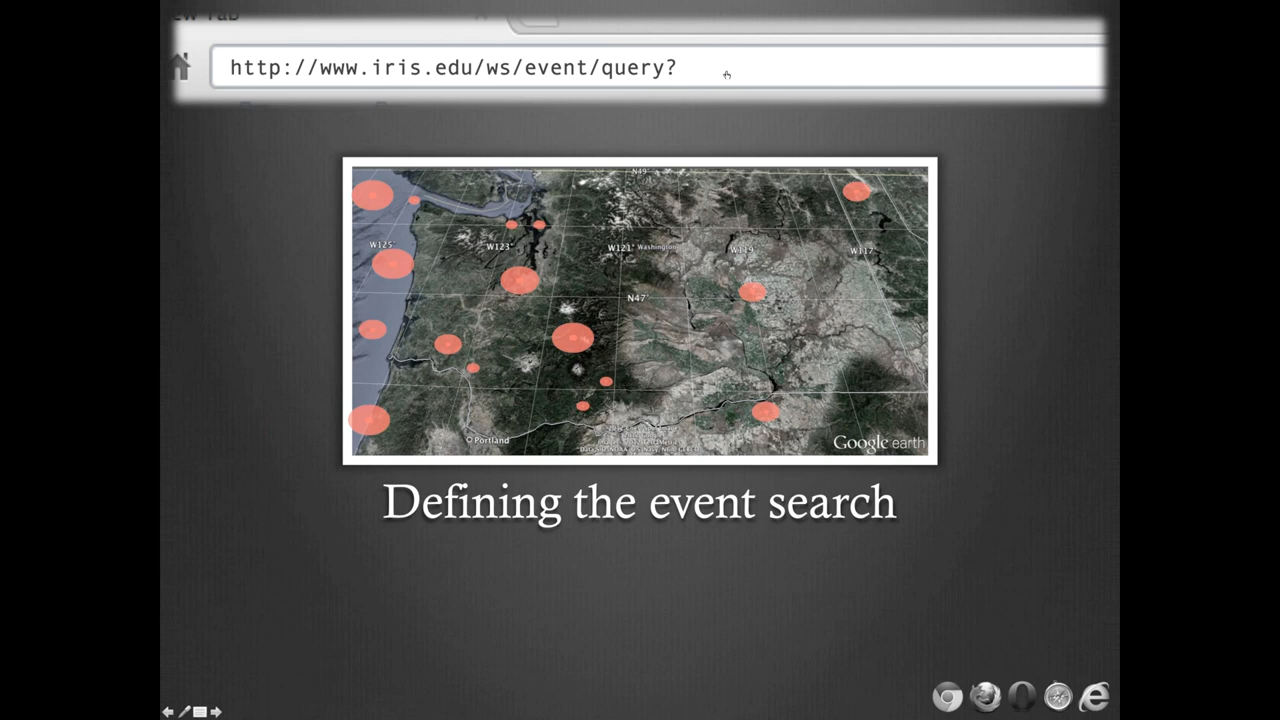 http://www.iris.edu/ws/event/query?
N49°
W125°
W123°
W121°
Washington
W119°
W117°
N47°
Portland
Google earth
Defining the event search